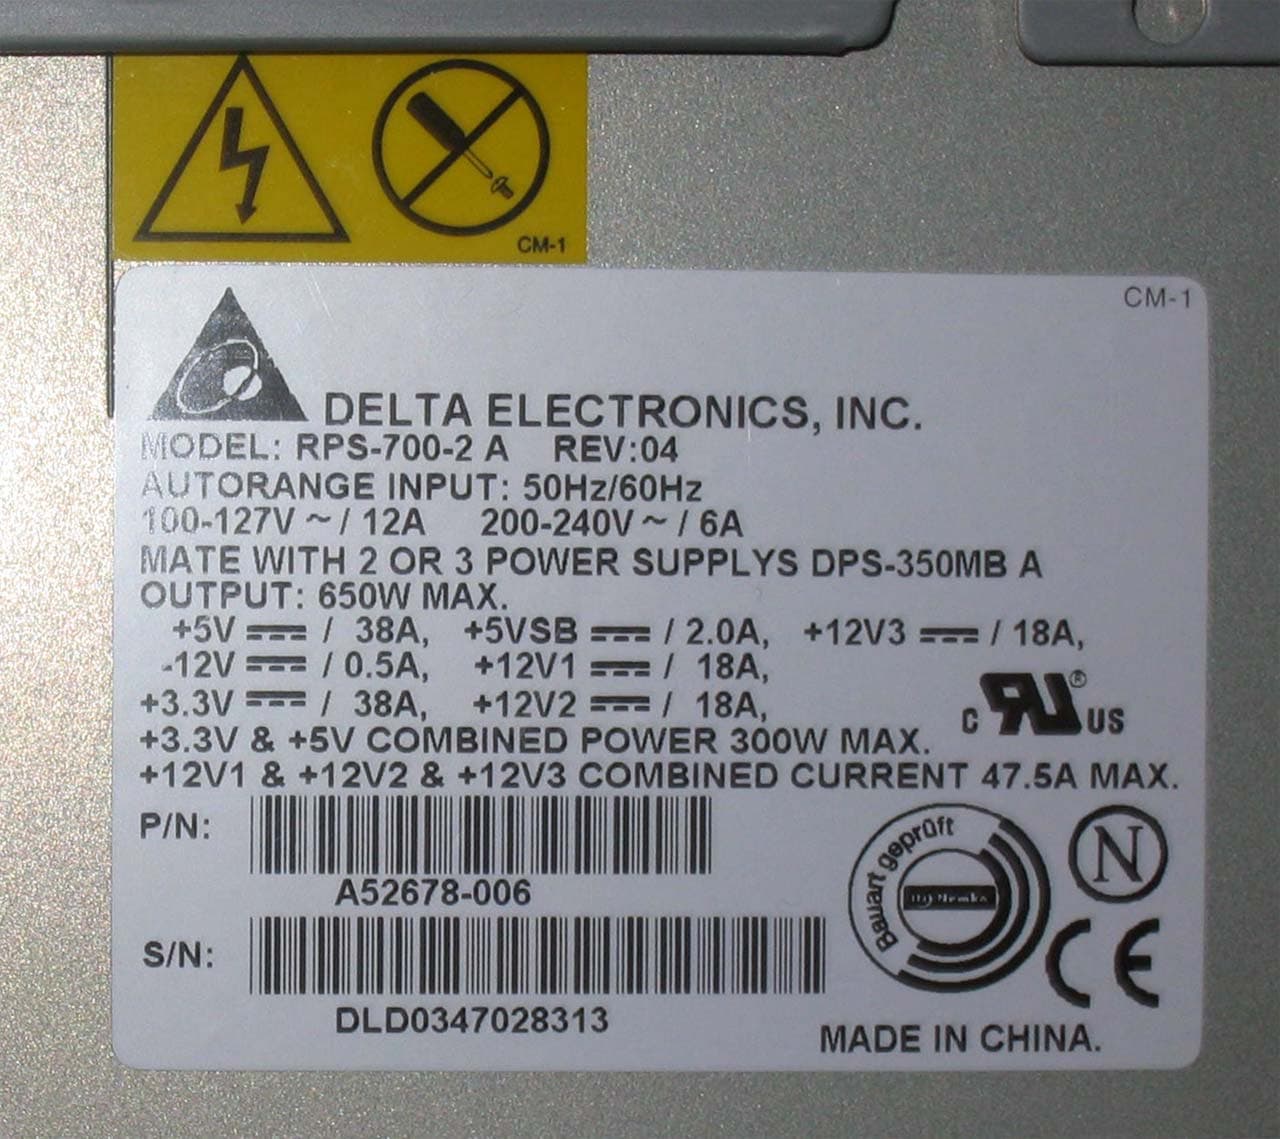 CM-1
CM-1
DELTA ELECTRONICS, INC.
MODEL: RPS-700-2 A REV:04
AUTORANGE INPUT: 50Hz/60Hz
100-127V ~ / 12A 200-240V ~ / 6A
MATE WITH 2 OR 3 POWER SUPPLYS DPS-350MB A
OUTPUT: 650W MAX.
+5V ⎓ / 38A, +5VSB ⎓ / 2.0A, +12V3 ⎓ / 18A,
-12V ⎓ / 0.5A, +12V1 ⎓ / 18A,
+3.3V ⎓ / 38A, +12V2 ⎓ / 18A,
C RU ® US
+3.3V & +5V COMBINED POWER 300W MAX.
+12V1 & +12V2 & +12V3 COMBINED CURRENT 47.5A MAX.
P/N:
A52678-006
S/N:
DLD0347028313
Bauart geprüft
Nemko
N
CE
MADE IN CHINA.